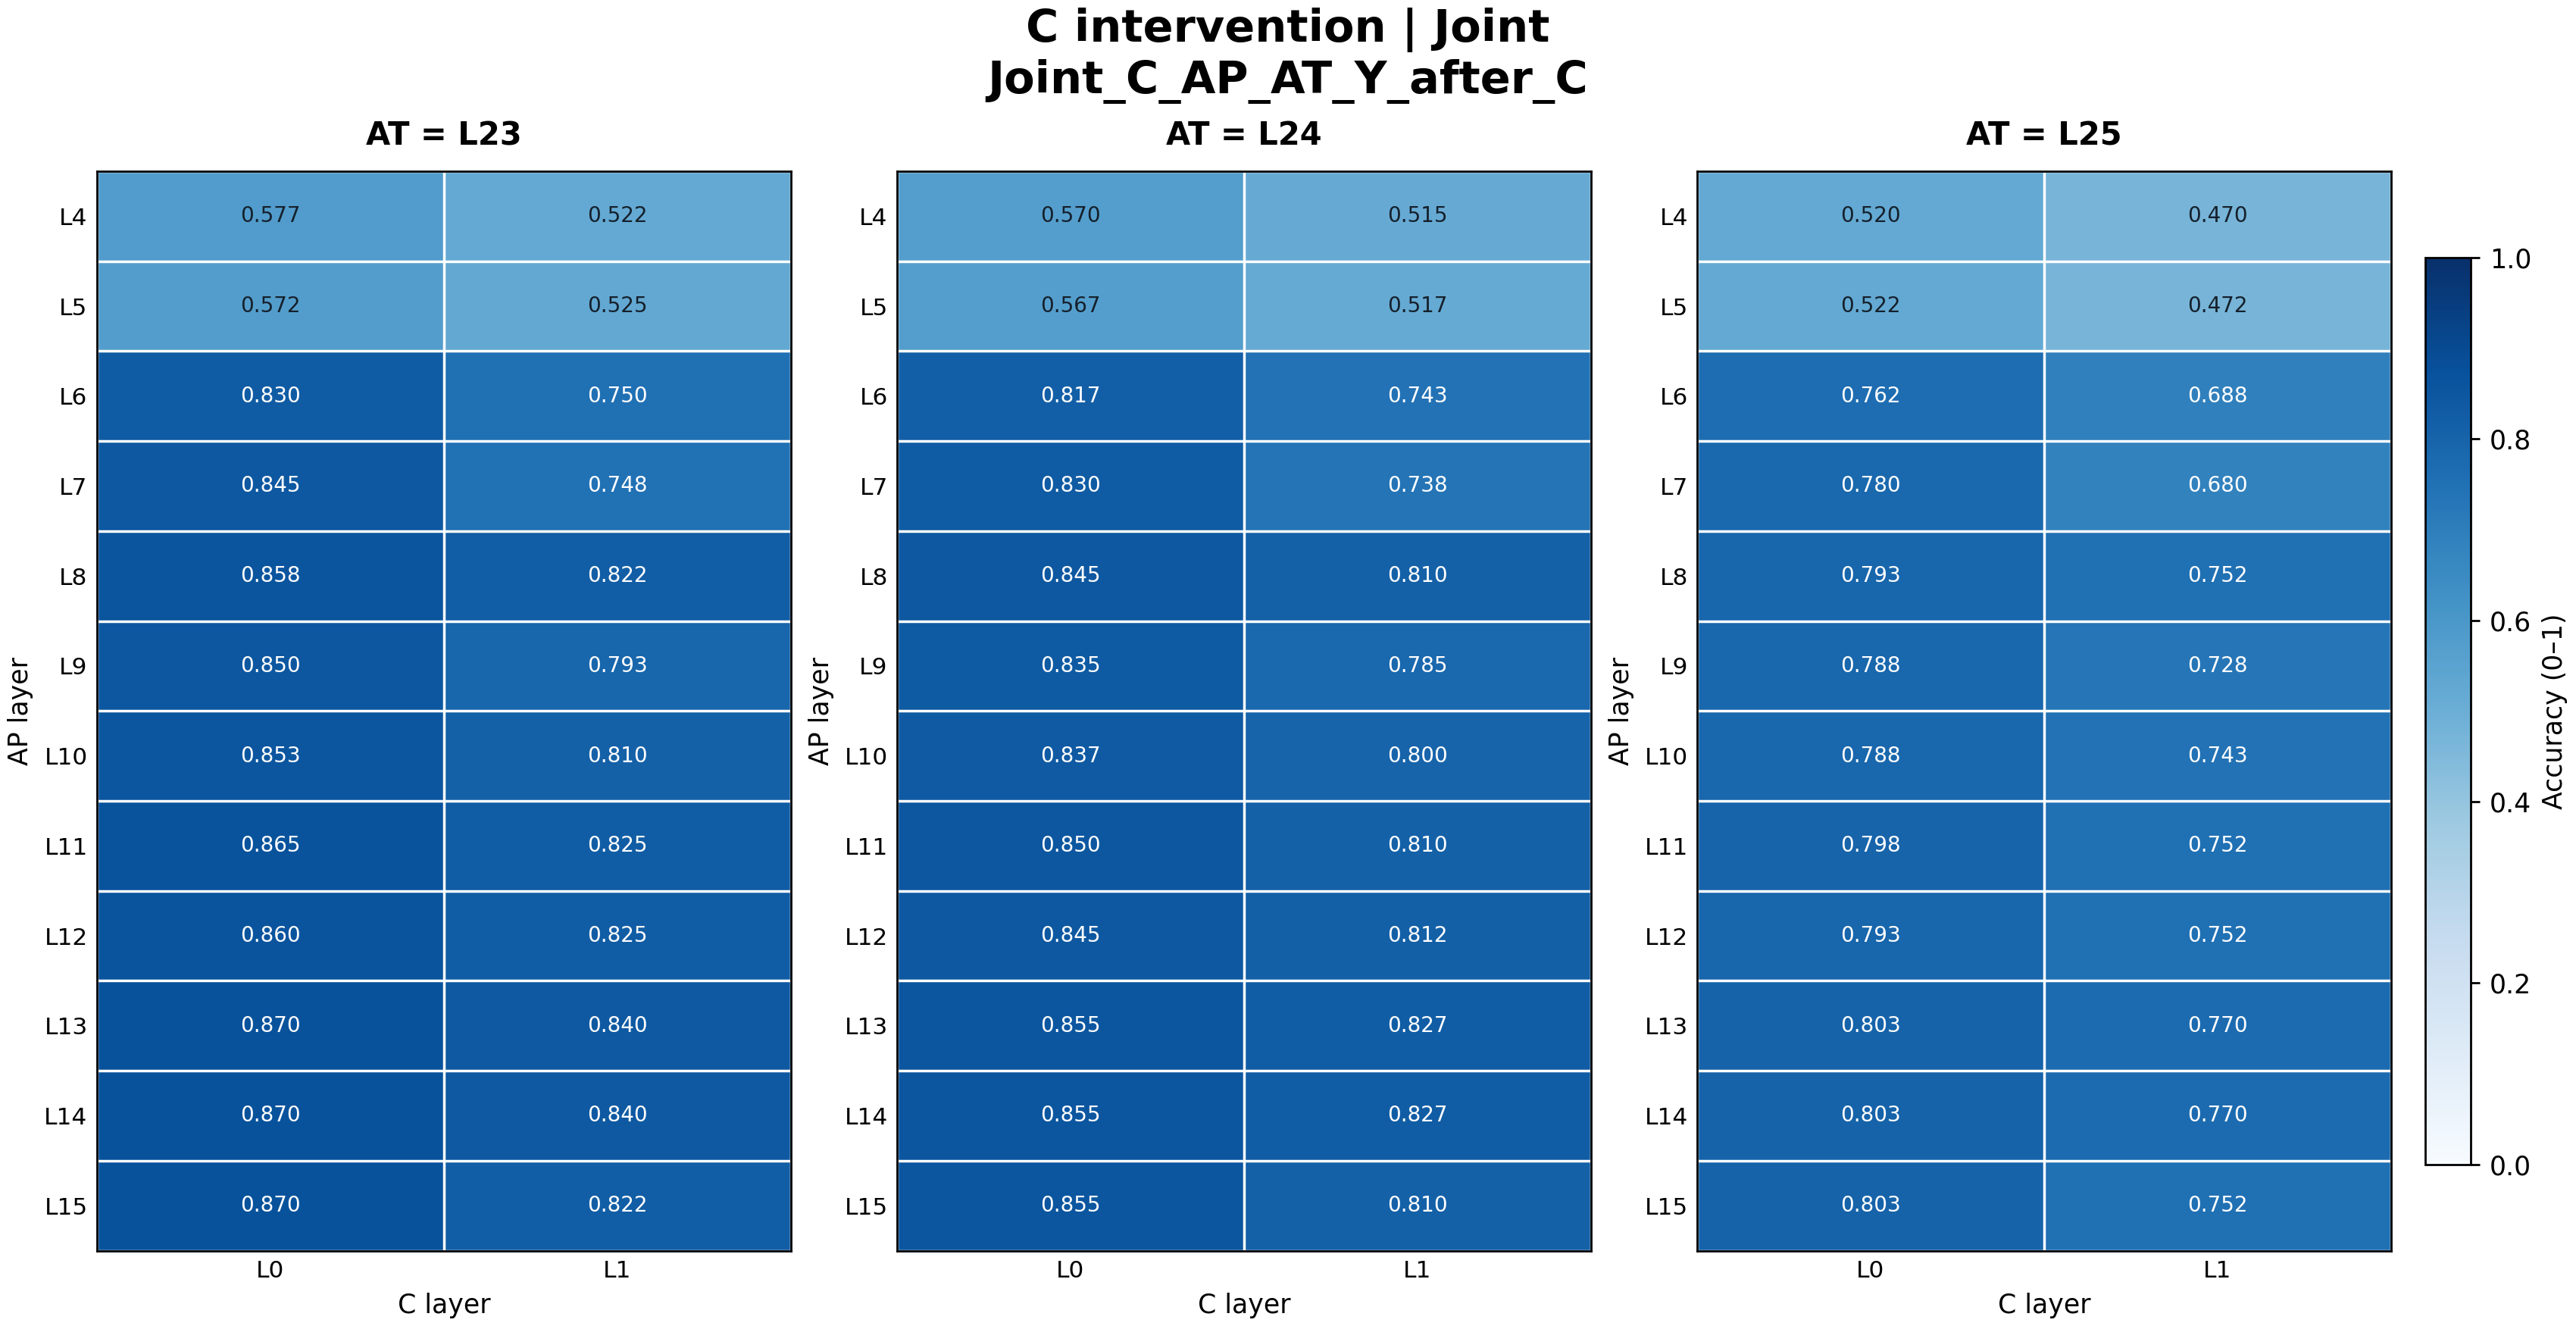 C intervention | Joint
Joint_C_AP_AT_Y_after_C
AT = L23
AP layer
L4 0.577 0.522
L5 0.572 0.525
L6 0.830 0.750
L7 0.845 0.748
L8 0.858 0.822
L9 0.850 0.793
L10 0.853 0.810
L11 0.865 0.825
L12 0.860 0.825
L13 0.870 0.840
L14 0.870 0.840
L15 0.870 0.822
L0 L1
C layer
AT = L24
AP layer
L4 0.570 0.515
L5 0.567 0.517
L6 0.817 0.743
L7 0.830 0.738
L8 0.845 0.810
L9 0.835 0.785
L10 0.837 0.800
L11 0.850 0.810
L12 0.845 0.812
L13 0.855 0.827
L14 0.855 0.827
L15 0.855 0.810
L0 L1
C layer
AT = L25
AP layer
L4 0.520 0.470
L5 0.522 0.472
L6 0.762 0.688
L7 0.780 0.680
L8 0.793 0.752
L9 0.788 0.728
L10 0.788 0.743
L11 0.798 0.752
L12 0.793 0.752
L13 0.803 0.770
L14 0.803 0.770
L15 0.803 0.752
L0 L1
C layer
1.0
0.8
0.6
0.4
0.2
0.0
Accuracy (0–1)